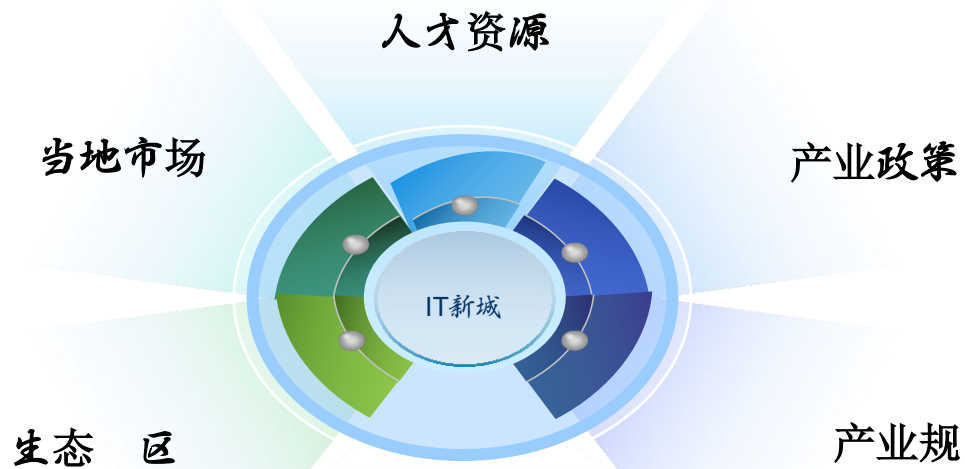 人才资源
当地市场
产业政策
IT新城
生态 区
产业规